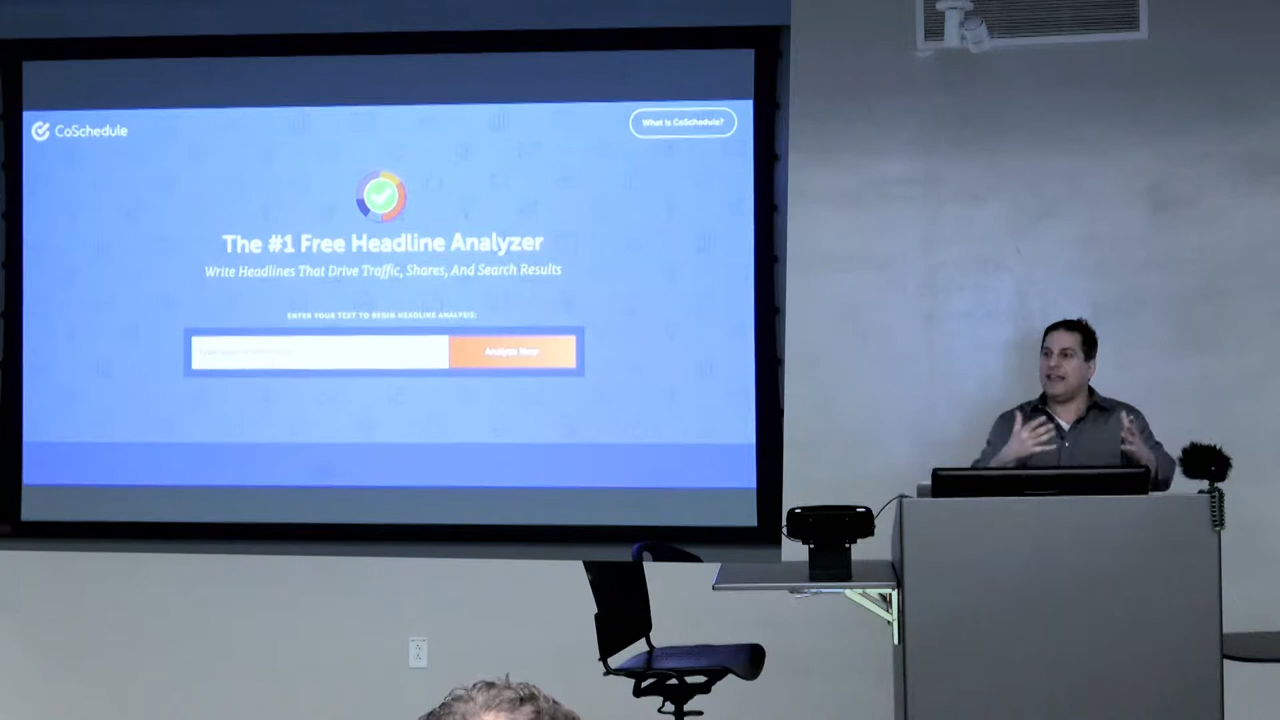 CoSchedule
What is CoSchedule?
The #1 Free Headline Analyzer
Write Headlines That Drive Traffic, Shares, And Search Results
ENTER YOUR TEXT TO BEGIN HEADLINE ANALYSIS:
Analyze Now